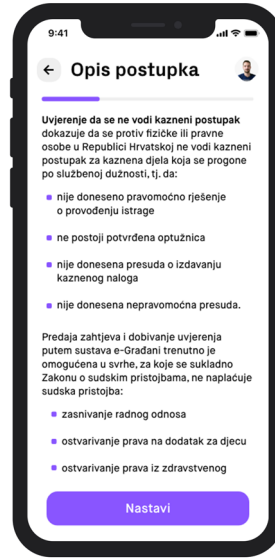 9:41
Opis postupka
Uvjerenje da se ne vodi kazneni postupak
dokazuje da se protiv fizičke ili pravne
osobe u Republici Hrvatskoj ne vodi kazneni
postupak za kaznena djela koja se progone
po službenoj dužnosti, tj. da:
nije doneseno pravomoćno rješenje
o provođenju istrage
ne postoji potvrđena optužnica
nije donesena presuda o izdavanju
kaznenog naloga
nije donesena nepravomoćna presuda.
Predaja zahtjeva i dobivanje uvjerenja
putem sustava e-Građani trenutno je
omogućena u svrhe, za koje se sukladno
Zakonu o sudskim pristojbama, ne naplaćuje
sudska pristojba:
zasnivanje radnog odnosa
ostvarivanje prava na dodatak za djecu
ostvarivanje prava iz zdravstvenog
Nastavi